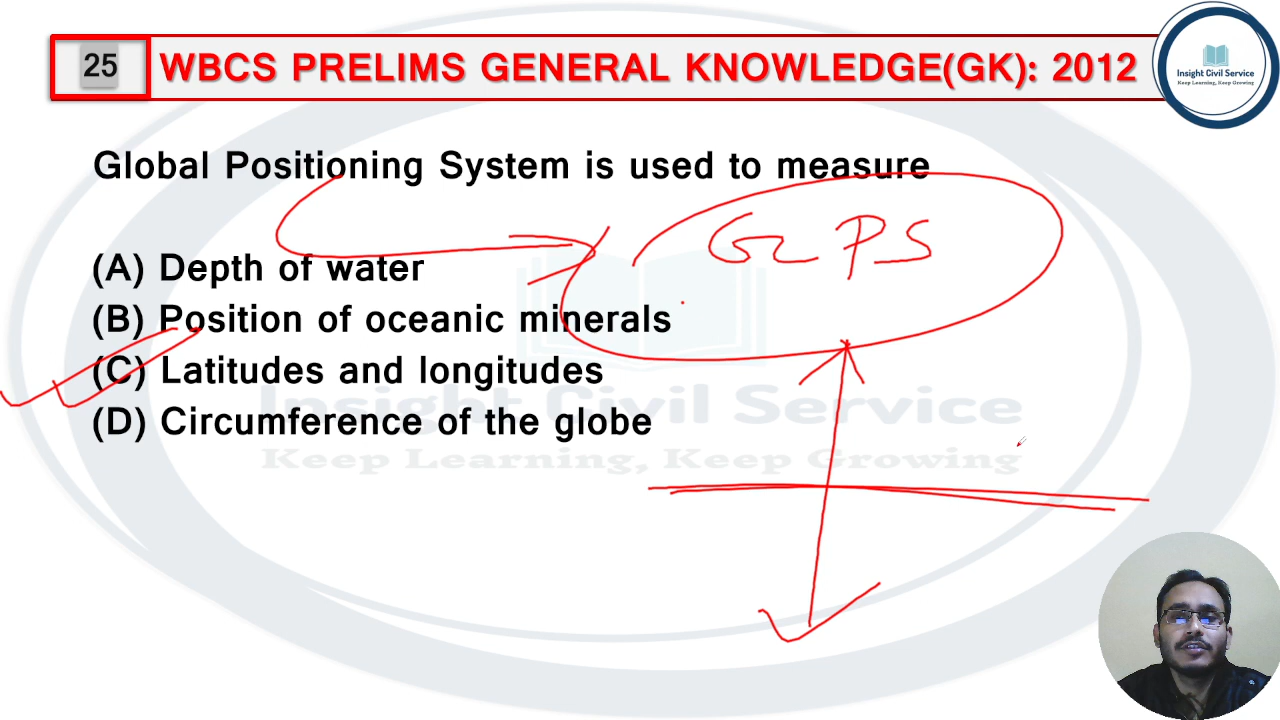 25
WBCS PRELIMS GENERAL KNOWLEDGE(GK): 2012
Insight Civil Service
Keep Learning, Keep Growing
Global Positioning System is used to measure
GPS
(A) Depth of water
(B) Position of oceanic minerals
(C) Latitudes and longitudes
(D) Circumference of the globe
Insight Civil Service
Keep Learning, Keep Growing